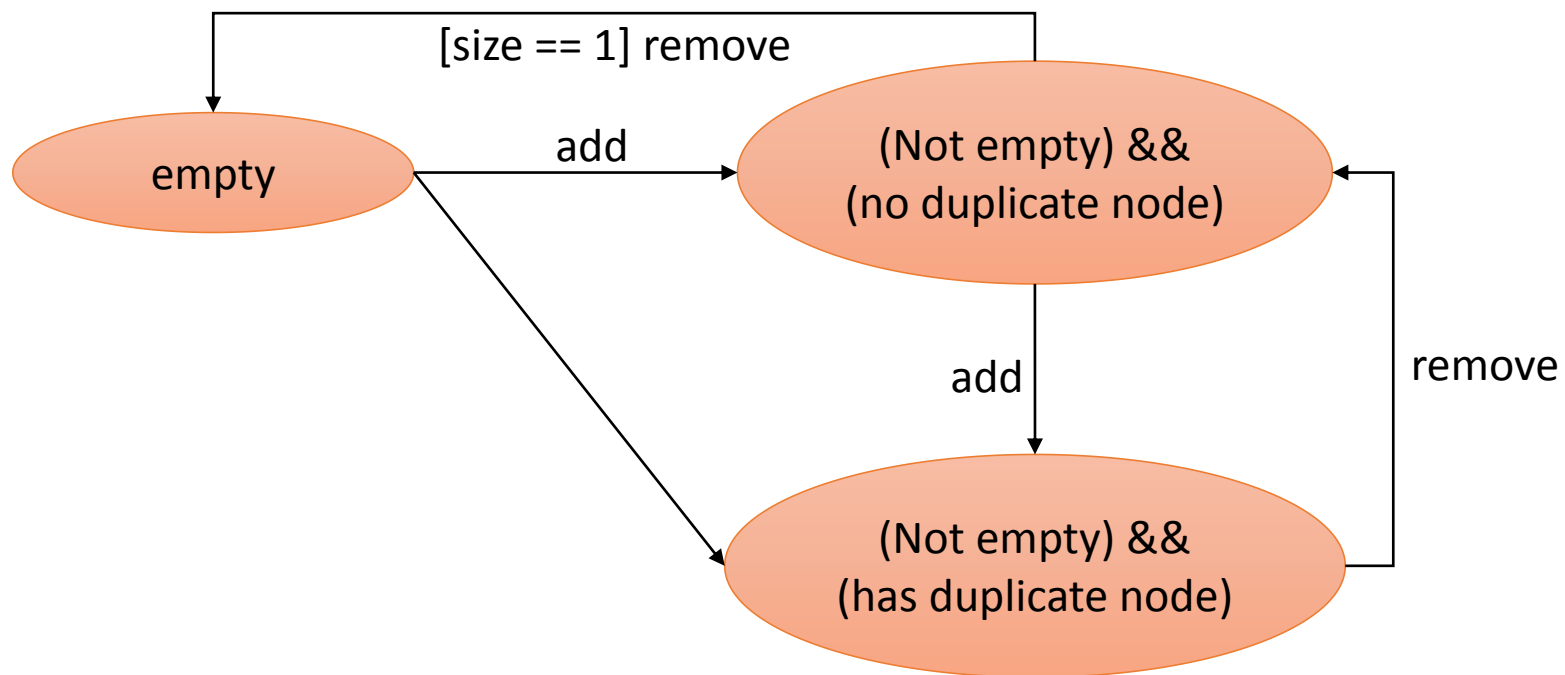 [size == 1] remove
empty
add
(Not empty) &&
(no duplicate node)
add
remove
(Not empty) &&
(has duplicate node)